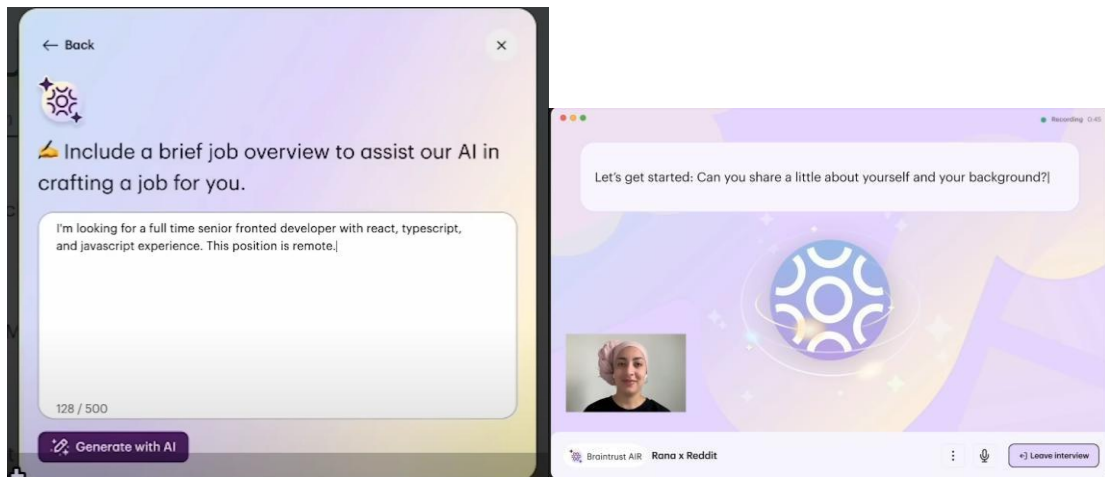 ← Back
✍️ Include a brief job overview to assist our AI in
crafting a job for you.
I'm looking for a full time senior fronted developer with react, typescript,
and javascript experience. This position is remote.
128 / 500
Generate with AI
Recording 0:45
Let's get started: Can you share a little about yourself and your background?
Braintrust AIR Rana x Reddit
Leave interview